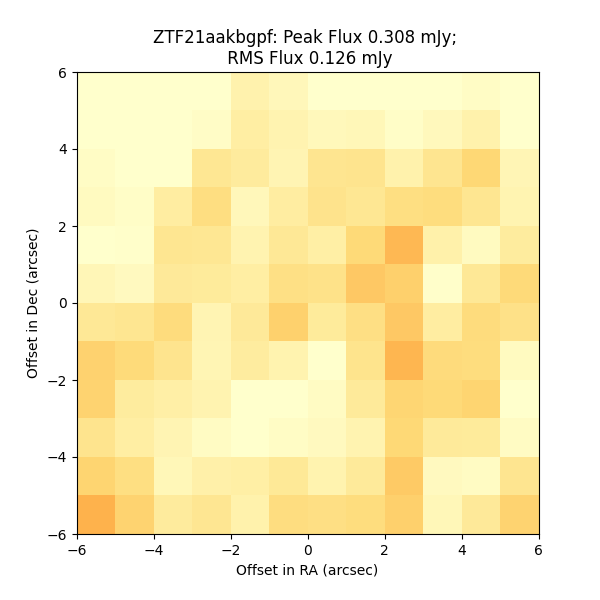 ZTF21aakbgpf: Peak Flux 0.308 mJy;
RMS Flux 0.126 mJy
6
4
2
0
−2
−4
−6
Offset in Dec (arcsec)
−6 −4 −2 0 2 4 6
Offset in RA (arcsec)